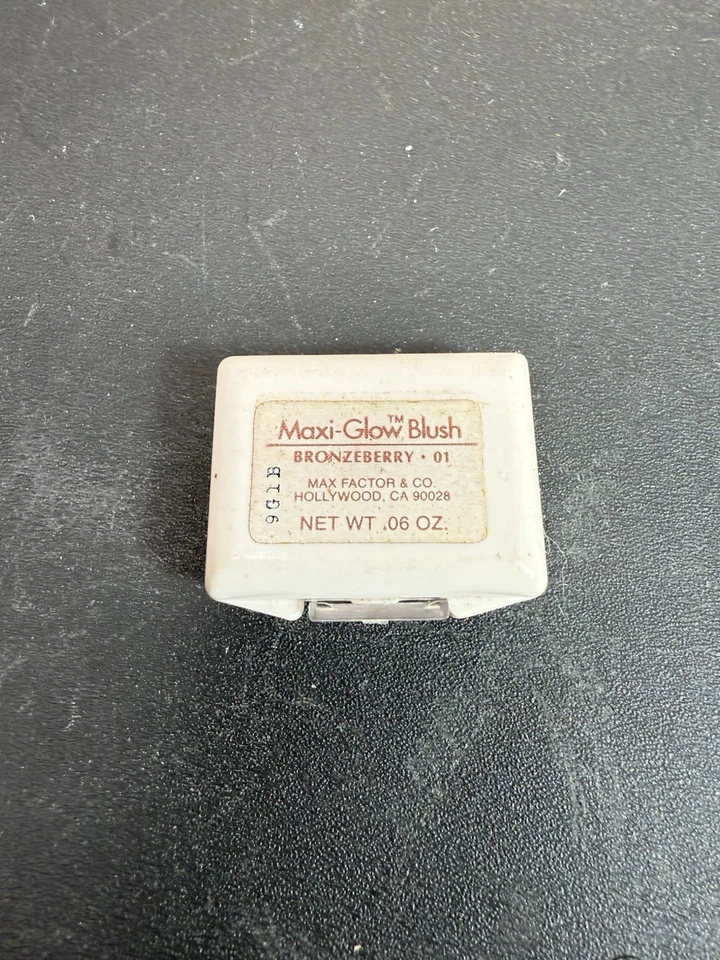 Maxi-Glow™ Blush
BRONZEBERRY • 01
MAX FACTOR & CO.
HOLLYWOOD, CA 90028
NET WT .06 OZ.
9G1B